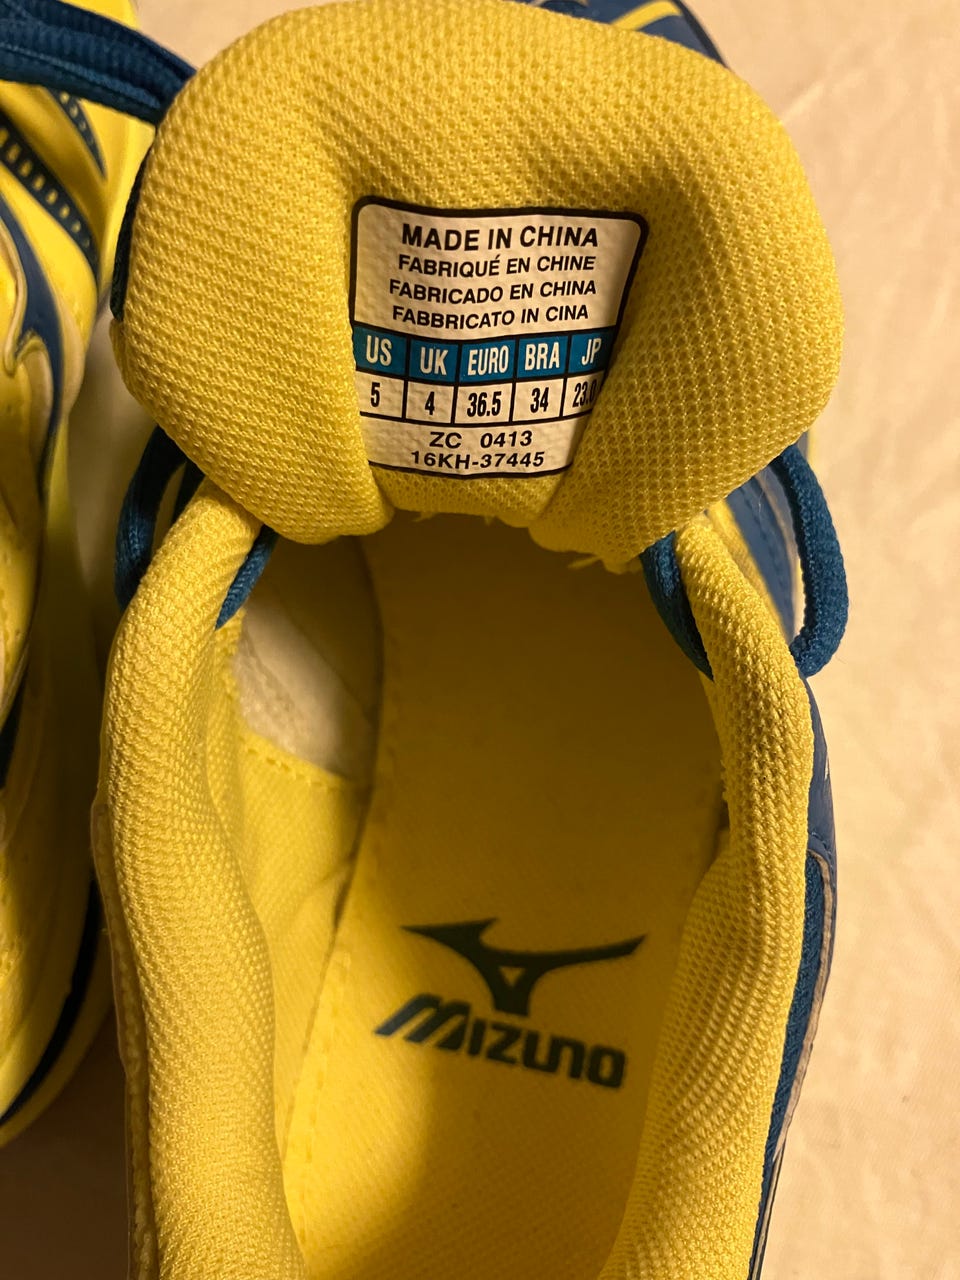 MADE IN CHINA
FABRIQUÉ EN CHINE
FABRICADO EN CHINA
FABBRICATO IN CINA
US UK EURO BRA JP
5 4 36.5 34 23.0
ZC 0413
16KH-37445
MIZUNO